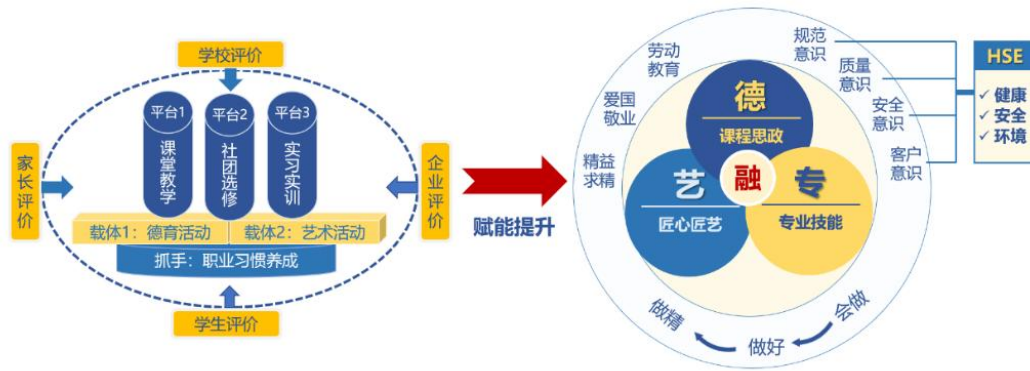 学校评价
平台1
课堂教学
平台2
社团选修
平台3
实习实训
家长评价
企业评价
载体1：德育活动
载体2：艺术活动
抓手：职业习惯养成
学生评价
赋能提升
劳动
教育
爱国
敬业
精益
求精
规范
意识
质量
意识
安全
意识
客户
意识
德
课程思政
艺
匠心匠艺
融
专
专业技能
会做
做好
做精
HSE
✓ 健康
✓ 安全
✓ 环境